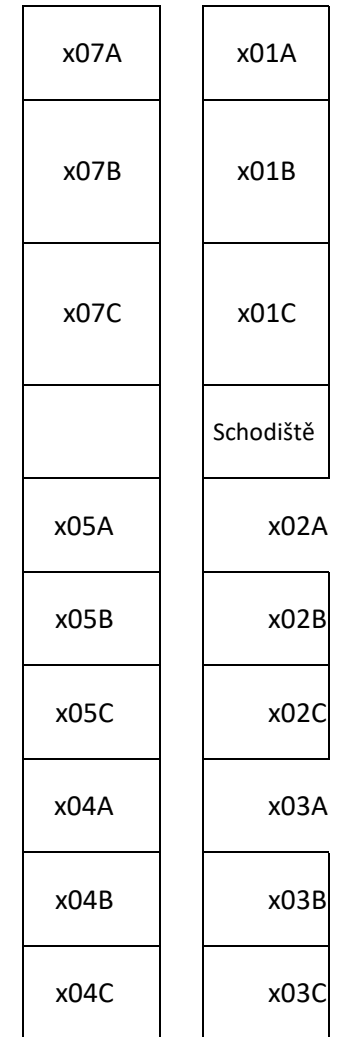 x07A x01A
x07B x01B
x07C x01C
Schodiště
x05A x02A
x05B x02B
x05C x02C
x04A x03A
x04B x03B
x04C x03C